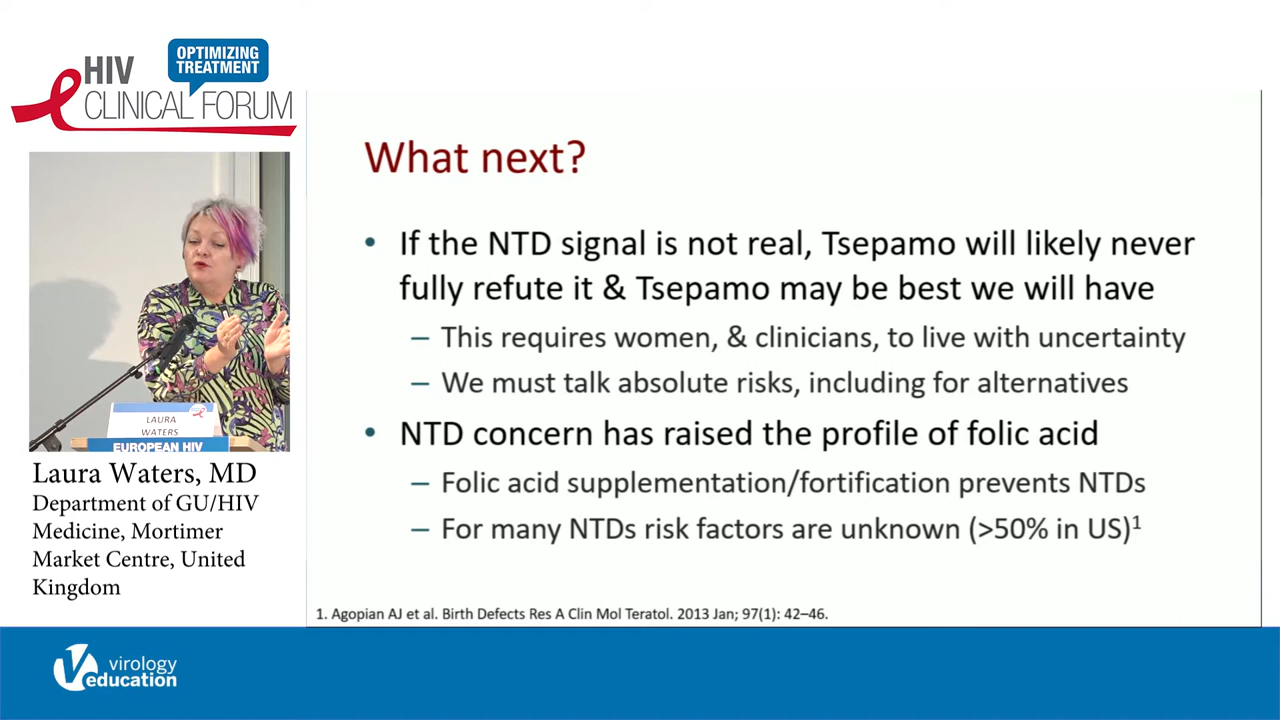 OPTIMIZING
TREATMENT
HIV
CLINICAL FORUM
What next?
• If the NTD signal is not real, Tsepamo will likely never
fully refute it & Tsepamo may be best we will have
– This requires women, & clinicians, to live with uncertainty
– We must talk absolute risks, including for alternatives
• NTD concern has raised the profile of folic acid
– Folic acid supplementation/fortification prevents NTDs
– For many NTDs risk factors are unknown (>50% in US)¹
1. Agopian AJ et al. Birth Defects Res A Clin Mol Teratol. 2013 Jan; 97(1): 42–46.
LAURA
WATERS
EUROPEAN HIV
Laura Waters, MD
Department of GU/HIV
Medicine, Mortimer
Market Centre, United
Kingdom
virology
education